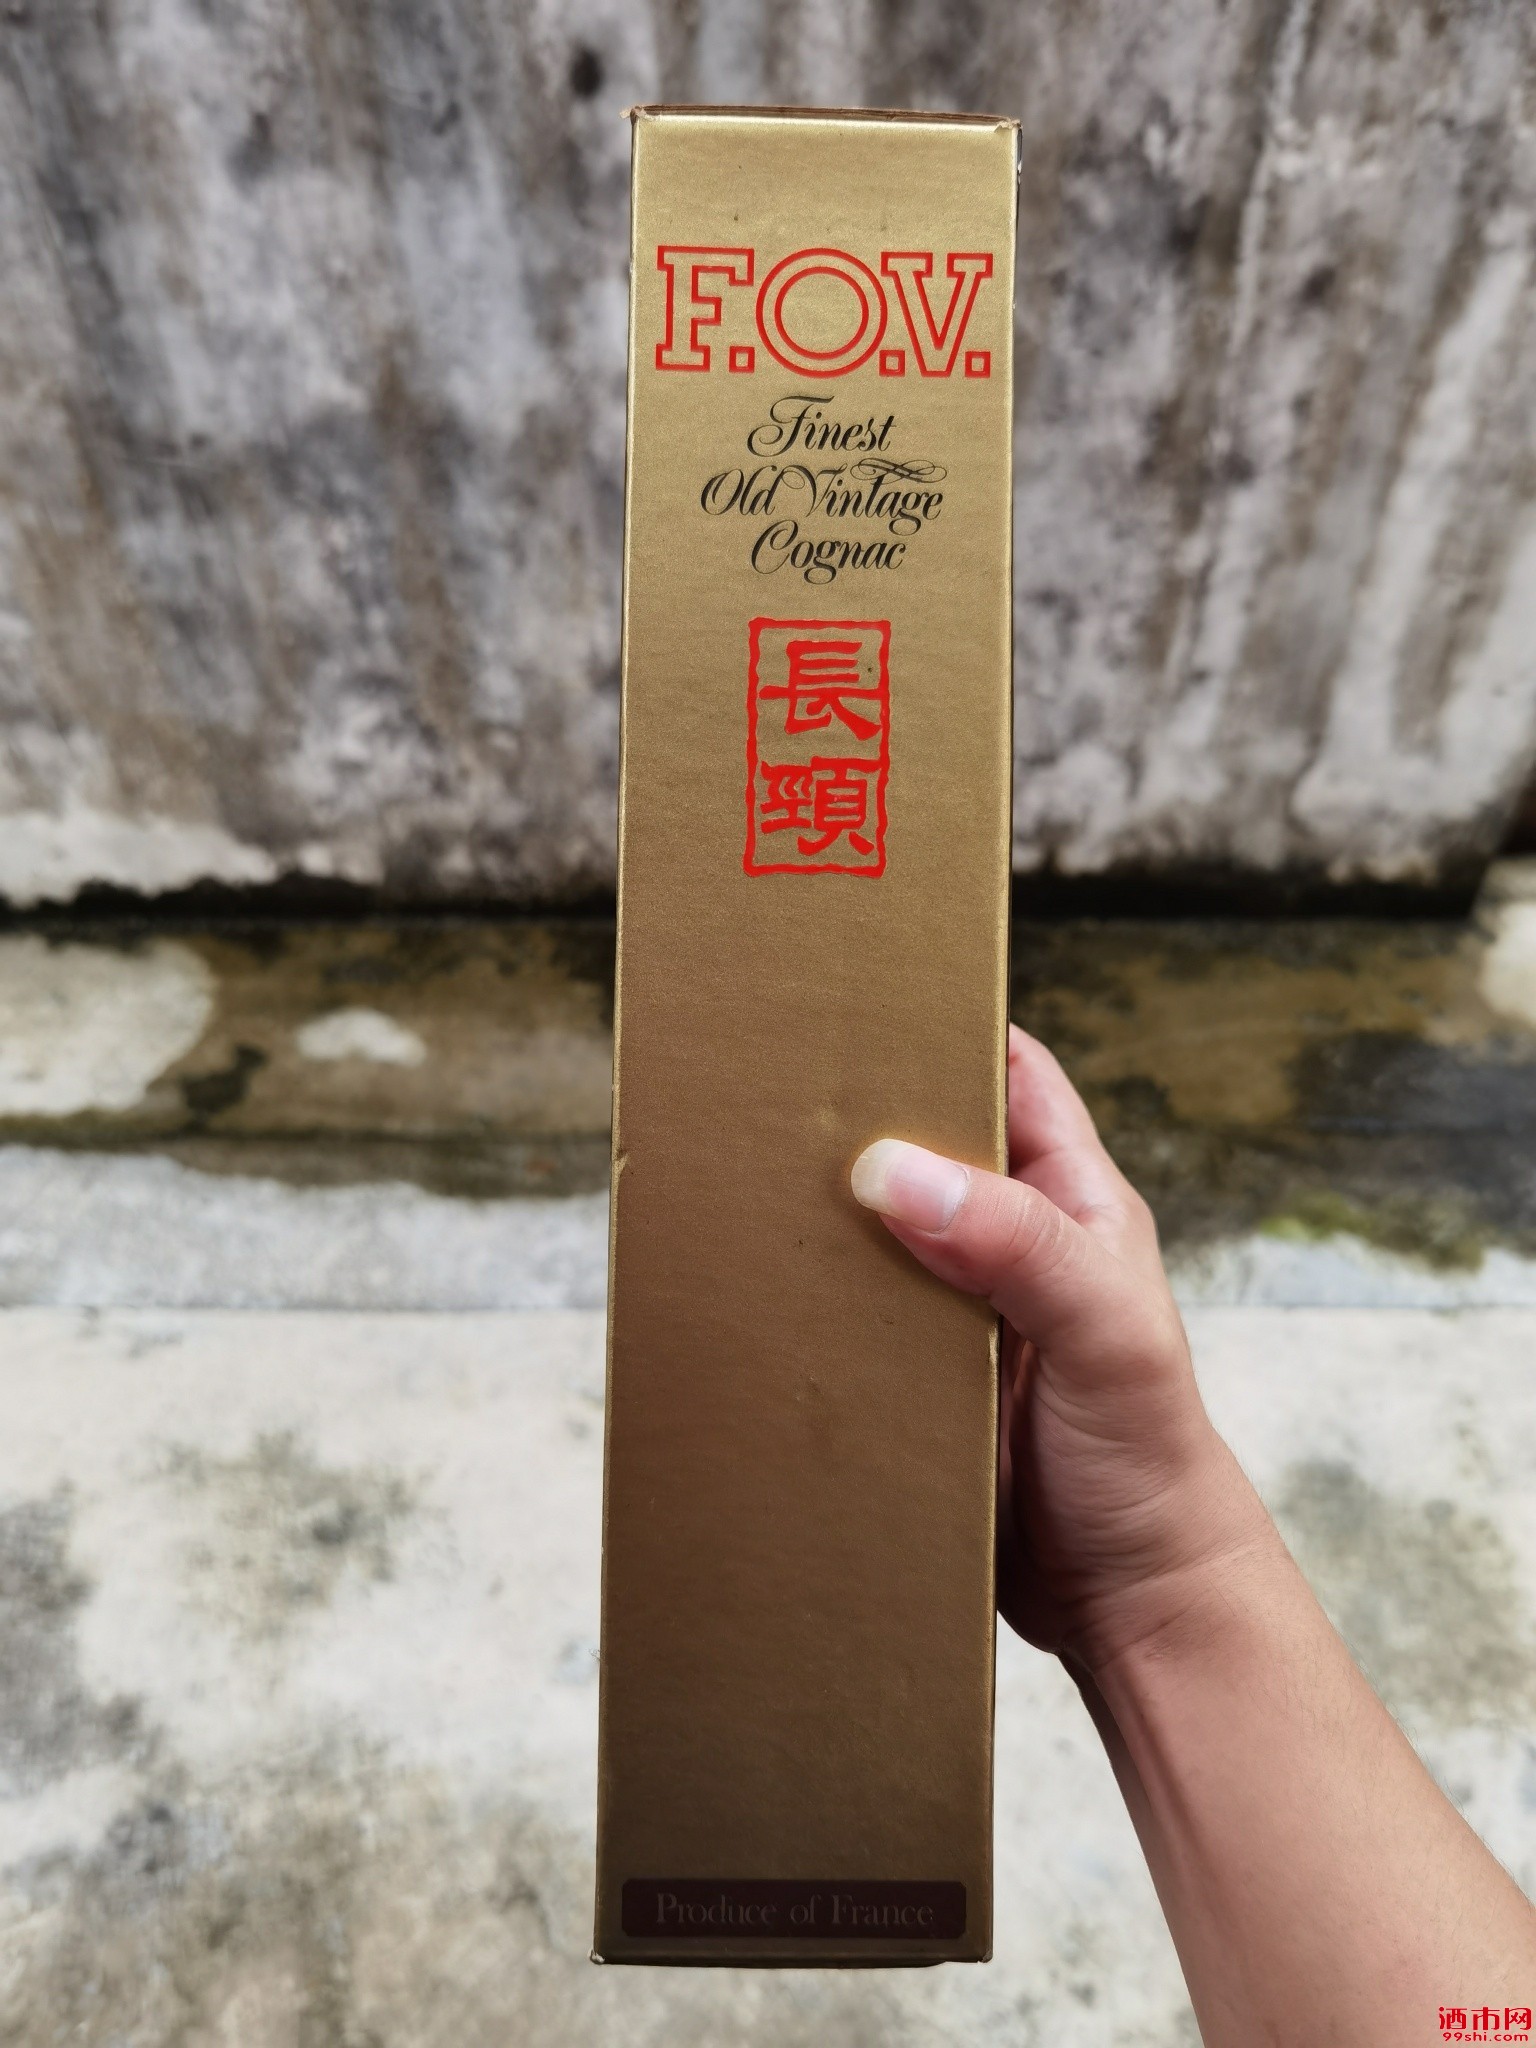 F.O.V.
Finest
Old Vintage
Cognac
長
頸
Produce of France
酒市网
99shi.com